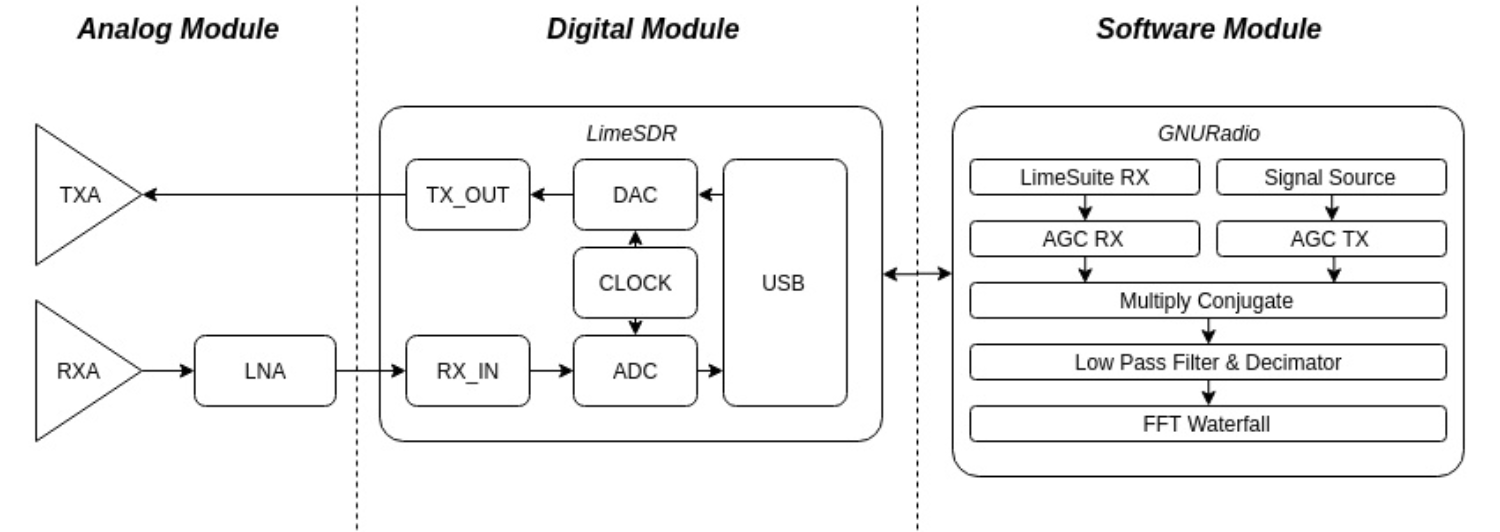 Analog Module
Digital Module
Software Module
TXA
RXA
LNA
LimeSDR
TX_OUT
DAC
CLOCK
USB
RX_IN
ADC
GNURadio
LimeSuite RX
Signal Source
AGC RX
AGC TX
Multiply Conjugate
Low Pass Filter & Decimator
FFT Waterfall